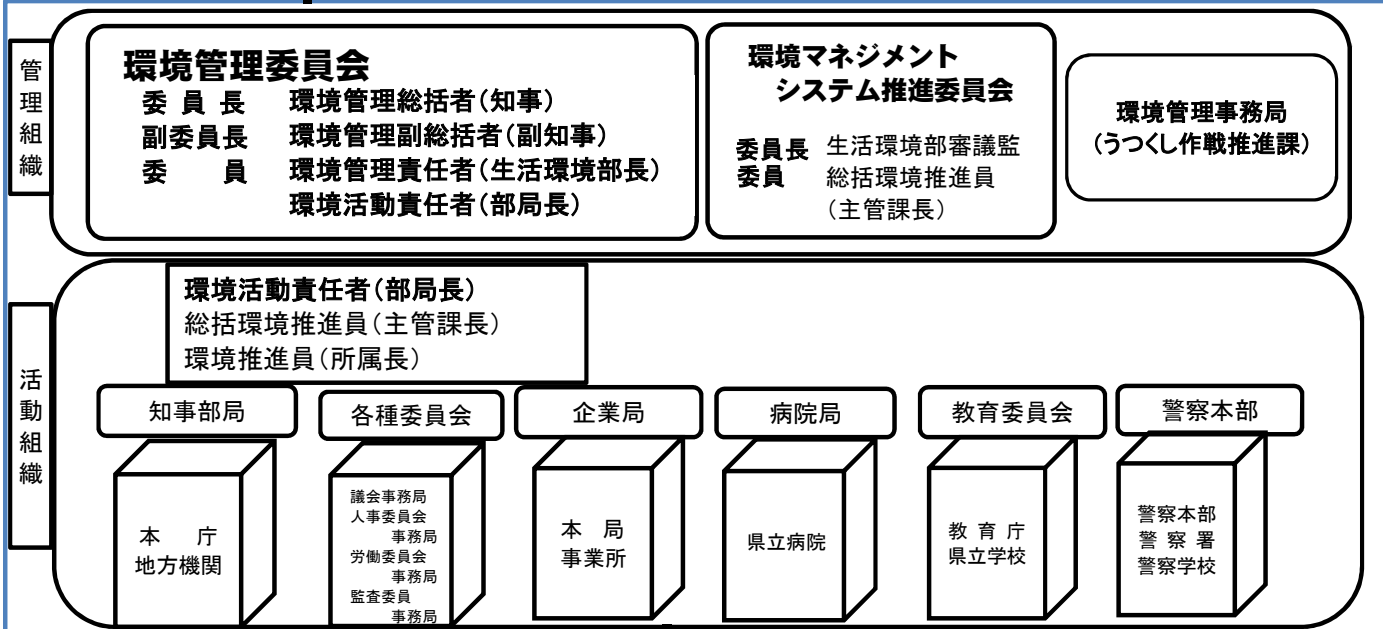 管理組織
環境管理委員会
委員長 環境管理総括者(知事)
副委員長 環境管理副総括者(副知事)
委員 環境管理責任者(生活環境部長)
環境活動責任者(部局長)
環境マネジメント
システム推進委員会
委員長 生活環境部審議監
委員 総括環境推進員
(主管課長)
環境管理事務局
(うつくし作戦推進課)
活動組織
環境活動責任者(部局長)
総括環境推進員(主管課長)
環境推進員(所属長)
知事部局
本庁
地方機関
各種委員会
議会事務局
人事委員会
事務局
労働委員会
事務局
監査委員
事務局
企業局
本局
事業所
病院局
県立病院
教育委員会
教育庁
県立学校
警察本部
警察本部
警察署
警察学校